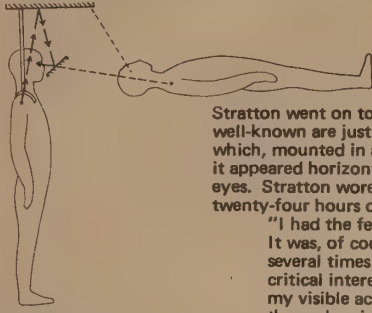 Stratton went on to
well-known are just
which, mounted in a
it appeared horizon
eyes. Stratton wore
twenty-four hours o
"I had the fe
It was, of cou
several times
critical intere
my visible ac